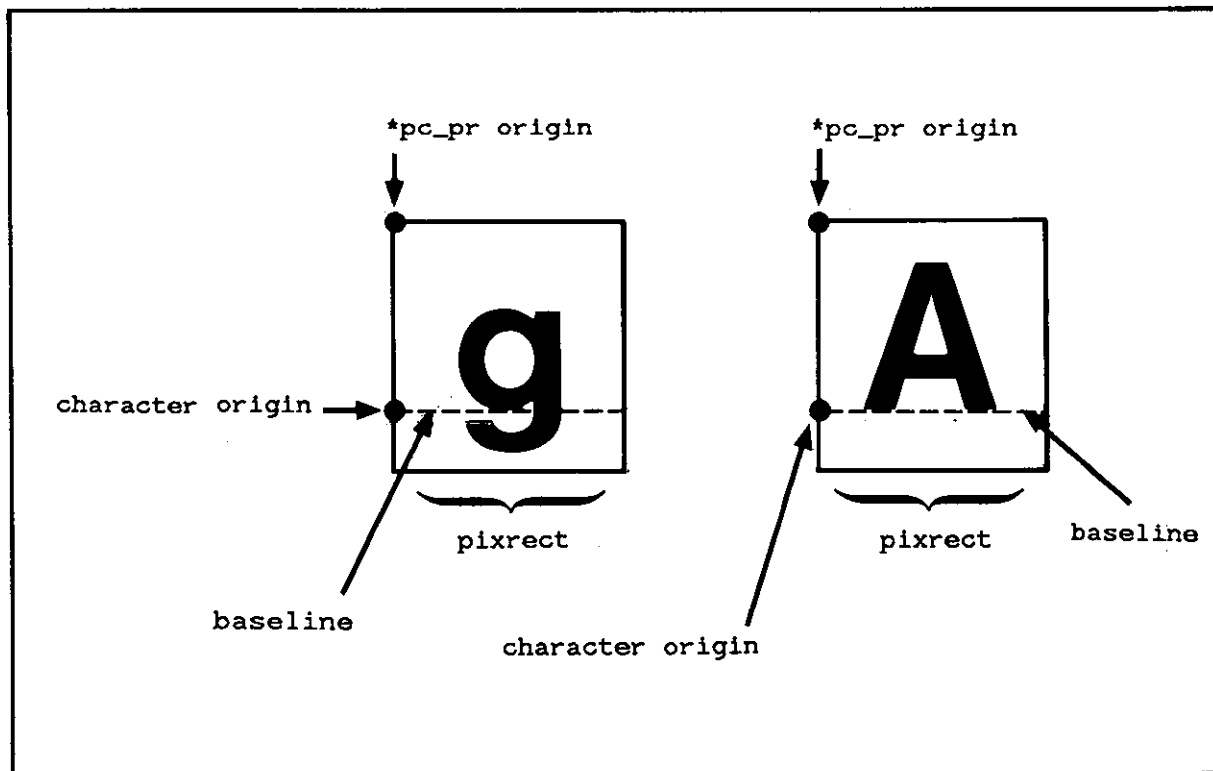 *pc_pr origin
*pc_pr origin
g
A
character origin
pixrect
pixrect
baseline
baseline
character origin